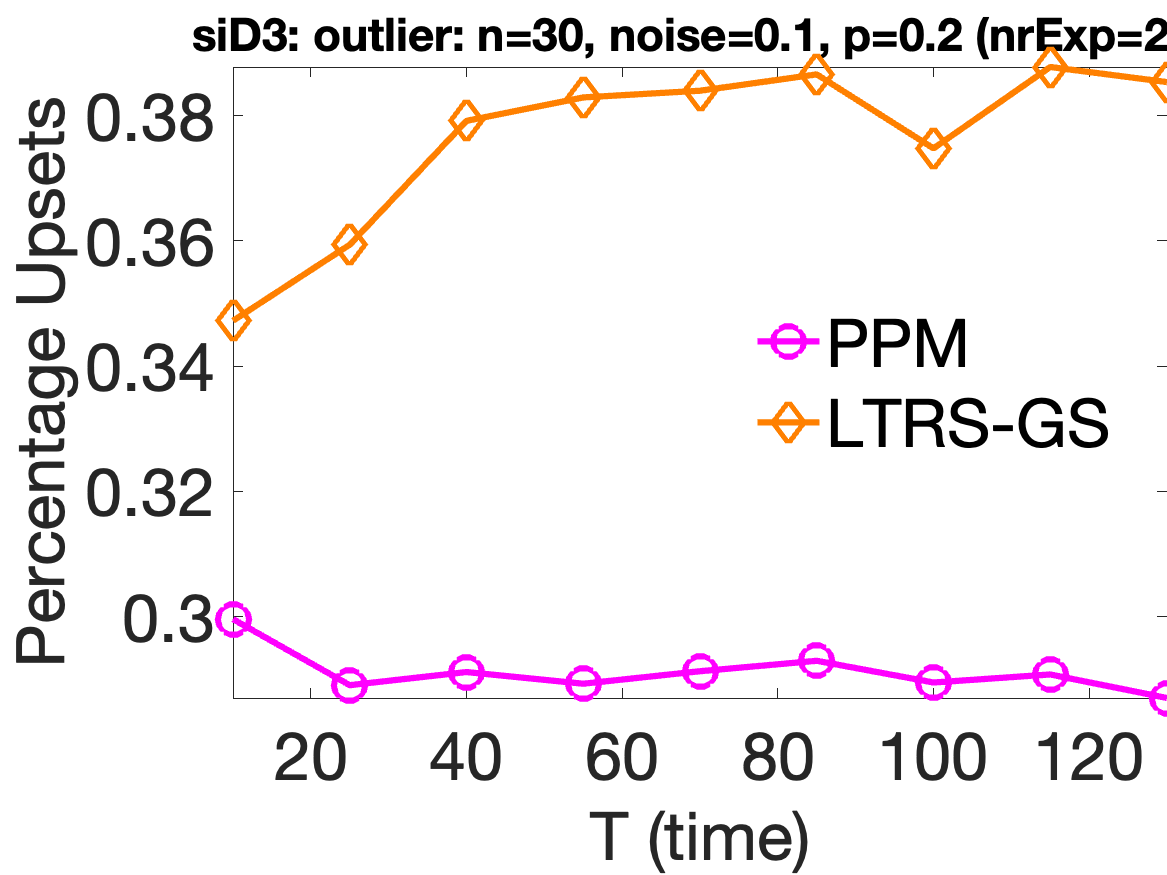 siD3: outlier: n=30, noise=0.1, p=0.2 (nrExp=2
Percentage Upsets
0.38
0.36
0.34
0.32
0.3
PPM
LTRS-GS
20 40 60 80 100 120
T (time)